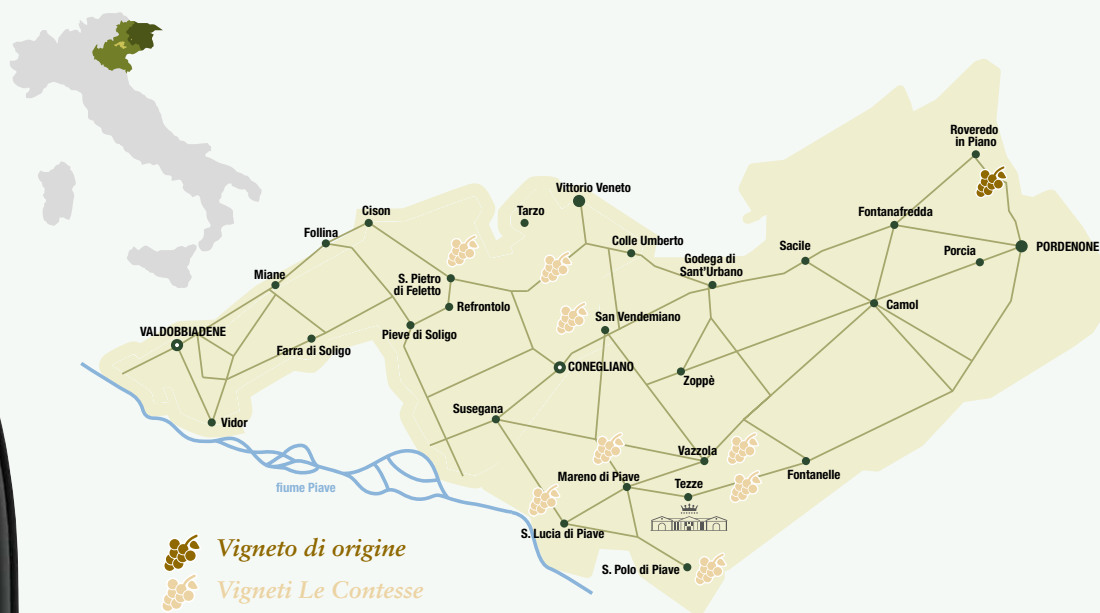 Roveredo
in Piano
Vittorio Veneto
Cison
Tarzo
Fontanafredda
Follina
Colle Umberto
Sacile
PORDENONE
Porcia
Godega di
Sant'Urbano
Miane
S. Pietro
di Feletto
Refrontolo
Camol
San Vendemiano
VALDOBBIADENE
Pieve di Soligo
Farra di Soligo
CONEGLIANO
Zoppè
Susegana
Vidor
Vazzola
Mareno di Piave
Fontanelle
Tezze
fiume Piave
S. Lucia di Piave
S. Polo di Piave
Vigneto di origine
Vigneti Le Contesse